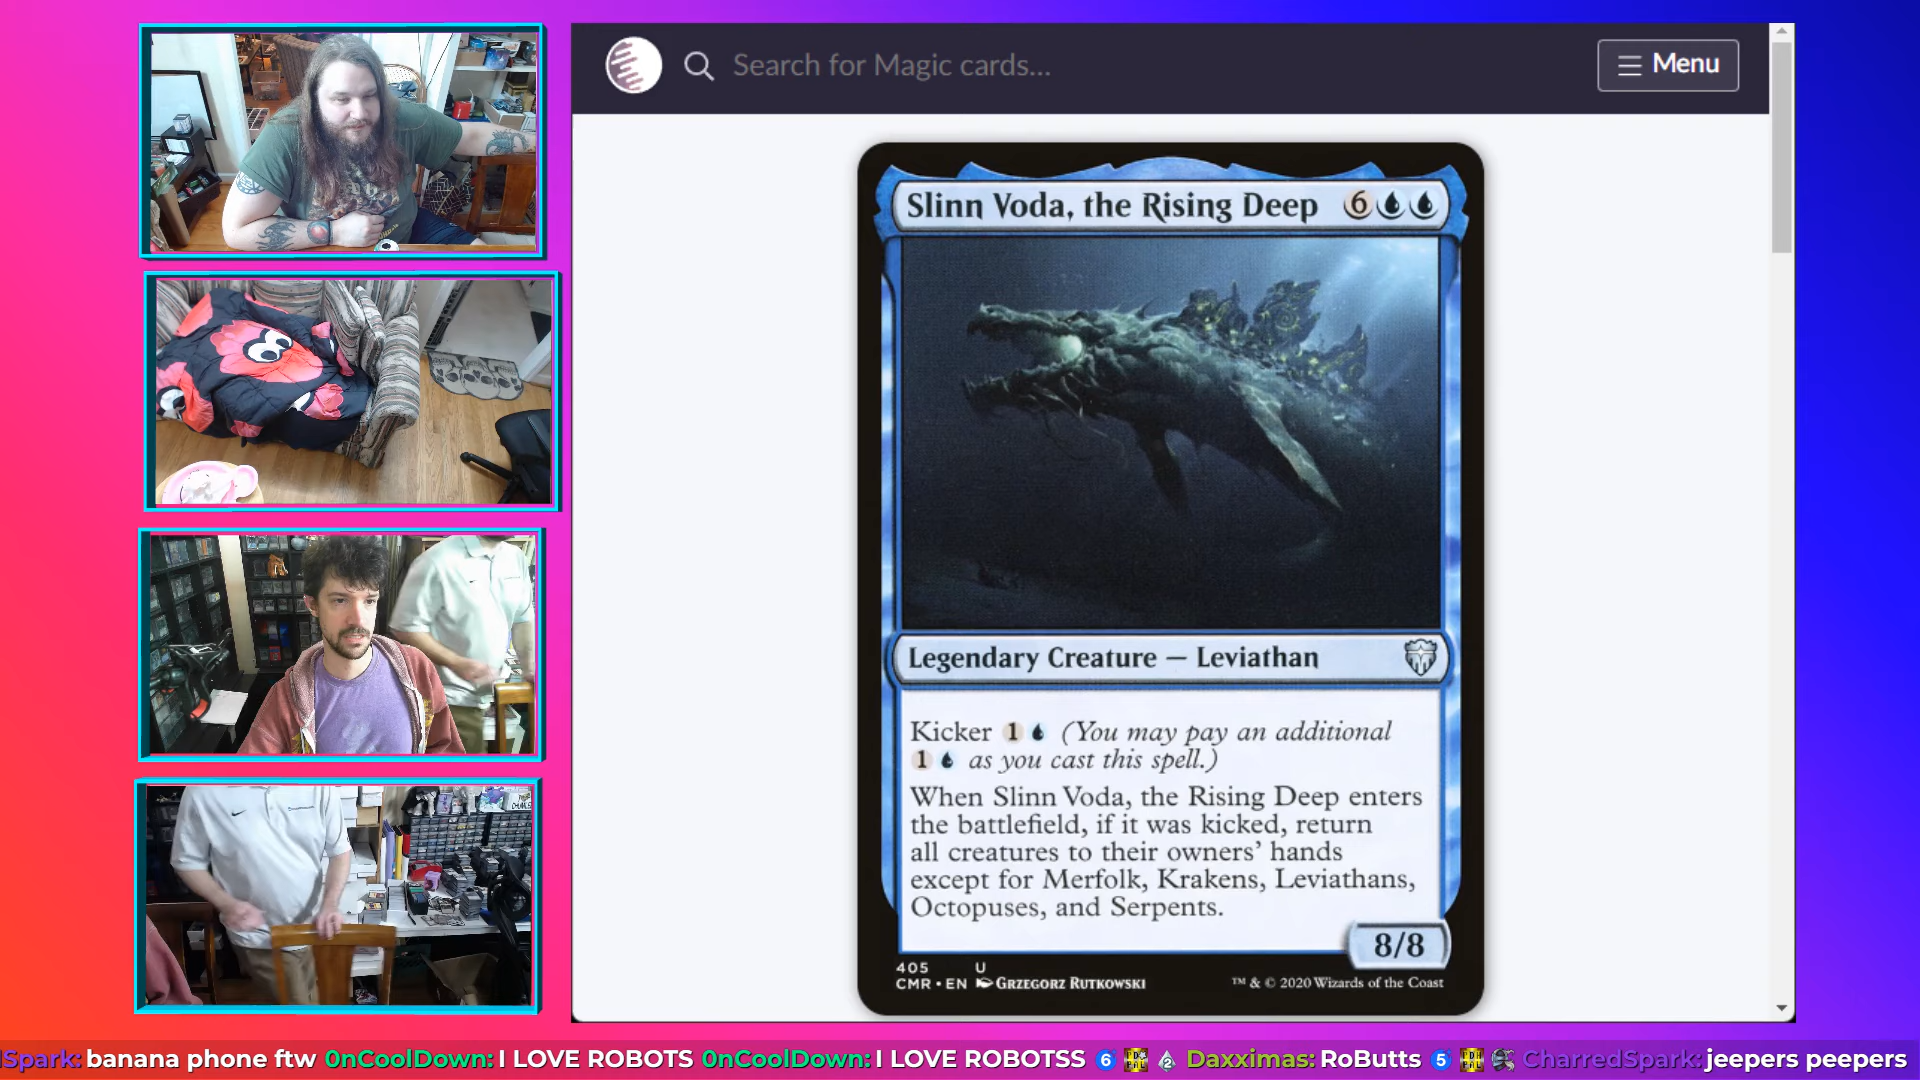 Search for Magic cards...
Menu
Slinn Voda, the Rising Deep 6
Legendary Creature — Leviathan
Kicker 1 (You may pay an additional
1 as you cast this spell.)
When Slinn Voda, the Rising Deep enters
the battlefield, if it was kicked, return
all creatures to their owners' hands
except for Merfolk, Krakens, Leviathans,
Octopuses, and Serpents.
8/8
405 U
CMR • EN GRZEGORZ RUTKOWSKI
™ & © 2020 Wizards of the Coast
dSpark: banana phone ftw 0nCoolDown: I LOVE ROBOTS 0nCoolDown: I LOVE ROBOTSS 6 2 Daxximas: RoButts 5 CharredSpark: jeepers peepers